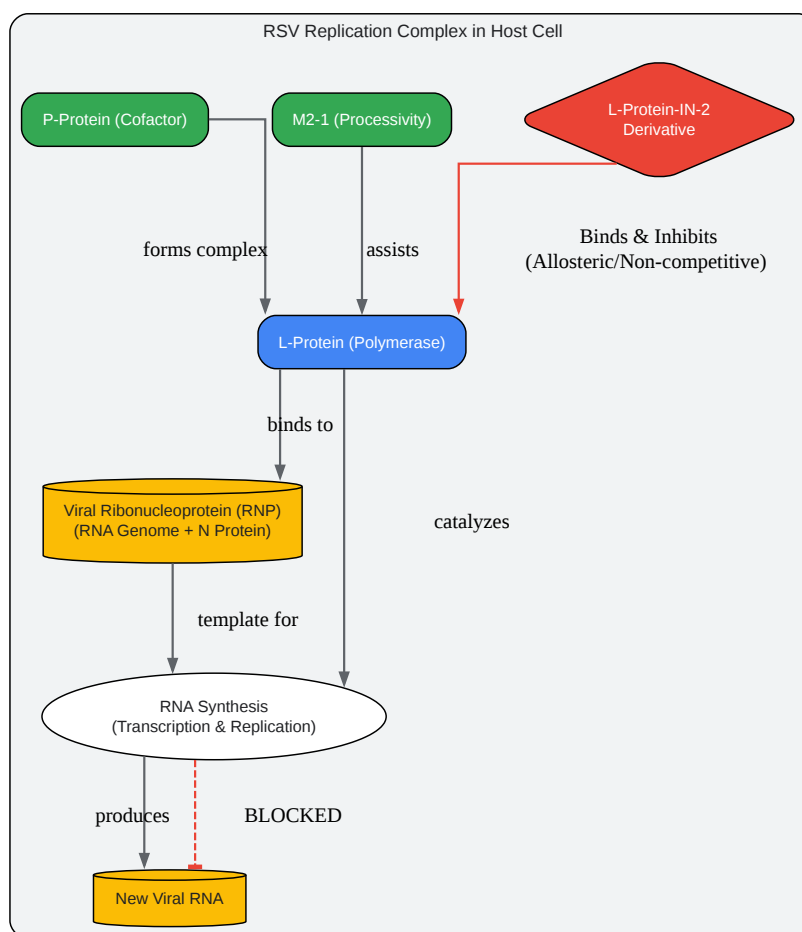 RSV Replication Complex in Host Cell
P-Protein (Cofactor)
M2-1 (Processivity)
L-Protein-IN-2
Derivative
forms complex
assists
Binds & Inhibits
(Allosteric/Non-competitive)
L-Protein (Polymerase)
binds to
Viral Ribonucleoprotein (RNP)
(RNA Genome + N Protein)
catalyzes
template for
RNA Synthesis
(Transcription & Replication)
produces
BLOCKED
New Viral RNA